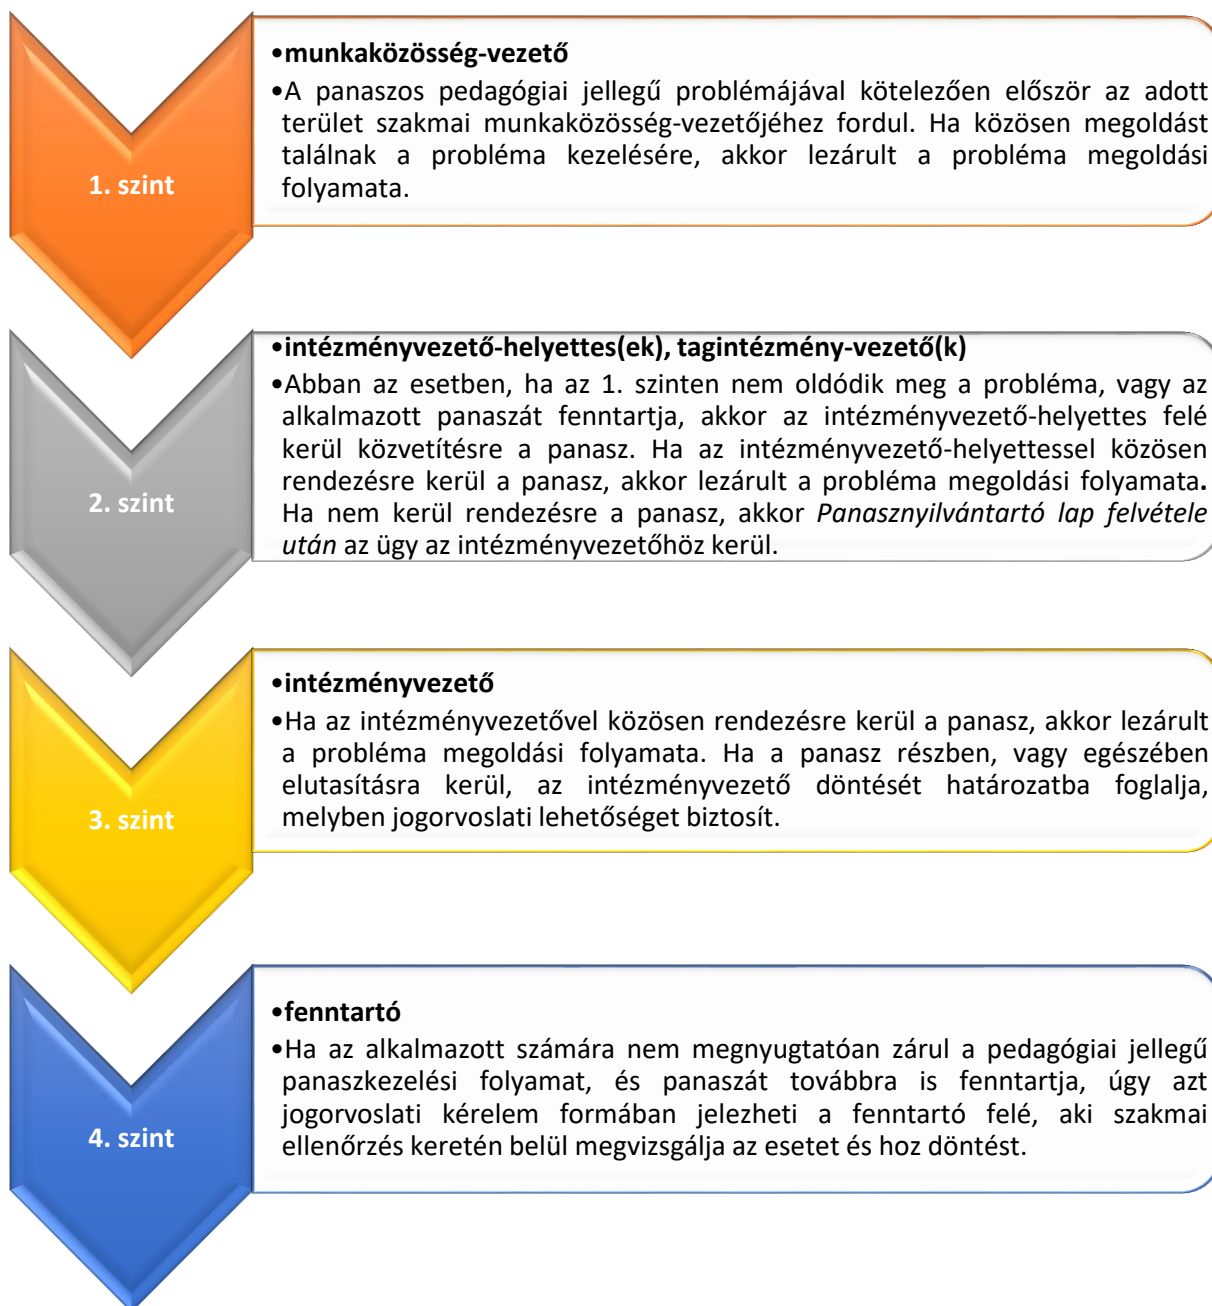 1. szint
•munkaközösség-vezető
•A panaszos pedagógiai jellegű problémájával kötelezően először az adott
terület szakmai munkaközösség-vezetőjéhez fordul. Ha közösen megoldást
találnak a probléma kezelésére, akkor lezárult a probléma megoldási
folyamata.
2. szint
•intézményvezető-helyettes(ek), tagintézmény-vezető(k)
•Abban az esetben, ha az 1. szinten nem oldódik meg a probléma, vagy az
alkalmazott panaszát fenntartja, akkor az intézményvezető-helyettes felé
kerül közvetítésre a panasz. Ha az intézményvezető-helyettessel közösen
rendezésre kerül a panasz, akkor lezárult a probléma megoldási folyamata.
Ha nem kerül rendezésre a panasz, akkor Panasznyilvántartó lap felvétele
után az ügy az intézményvezetőhöz kerül.
3. szint
•intézményvezető
•Ha az intézményvezetővel közösen rendezésre kerül a panasz, akkor lezárult
a probléma megoldási folyamata. Ha a panasz részben, vagy egészében
elutasításra kerül, az intézményvezető döntését határozatba foglalja,
melyben jogorvoslati lehetőséget biztosít.
4. szint
•fenntartó
•Ha az alkalmazott számára nem megnyugtatóan zárul a pedagógiai jellegű
panaszkezelési folyamat, és panaszát továbbra is fenntartja, úgy azt
jogorvoslati kérelem formában jelezheti a fenntartó felé, aki szakmai
ellenőrzés keretén belül megvizsgálja az esetet és hoz döntést.